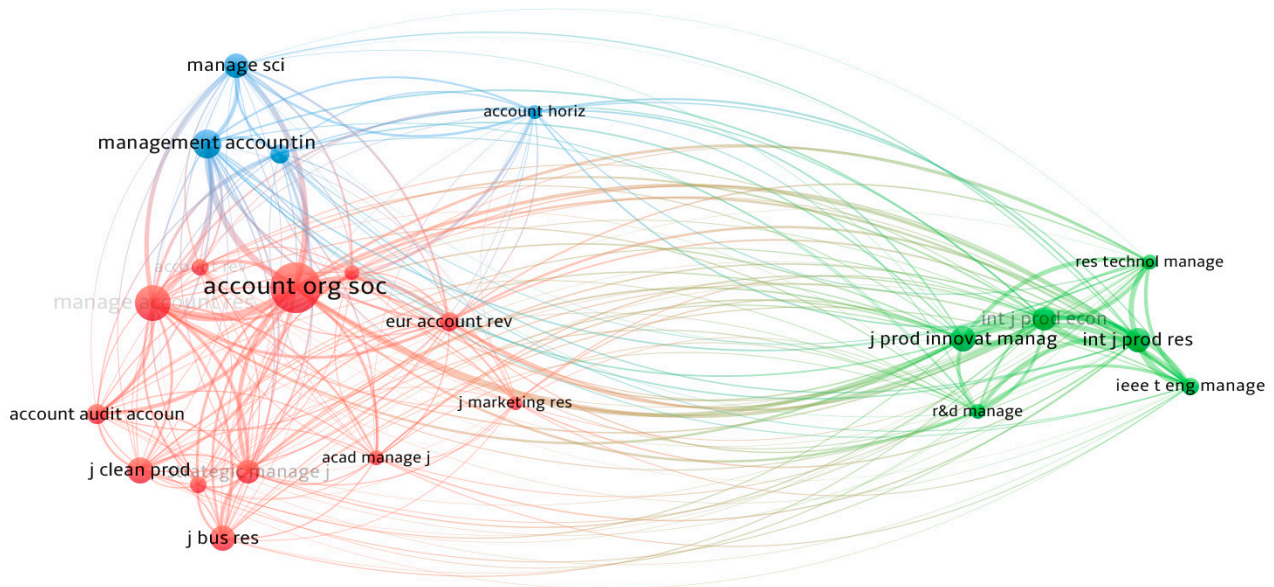 manage sci
account horiz
management accountin
res technol manage
account rev
account org soc
manage account res
eur account rev
int j prod econ
j prod innovat manag
int j prod res
ieee t eng manage
j marketing res
account audit accoun
r&d manage
acad manage j
j clean prod
strategic manage j
j bus res